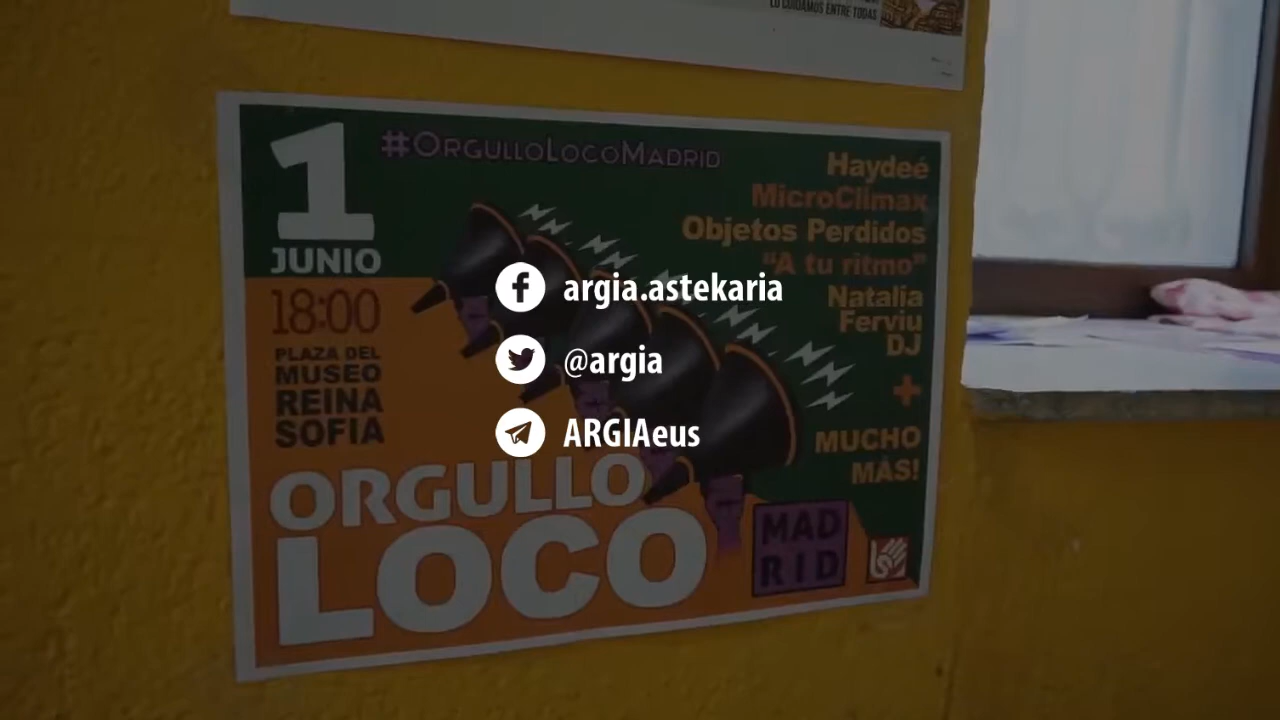 LO CUIDAMOS ENTRE TODAS
1
JUNIO
18:00
PLAZA DEL
MUSEO
REINA
SOFIA
#ORGULLOLOCOMADRID
Haydeé
MicroClimax
Objetos Perdidos
"A tu ritmo"
Natalia
Ferviu
DJ
+
MUCHO
MÁS!
argia.astekaria
@argia
ARGIAeus
ORGULLO
LOCO
MAD
RID